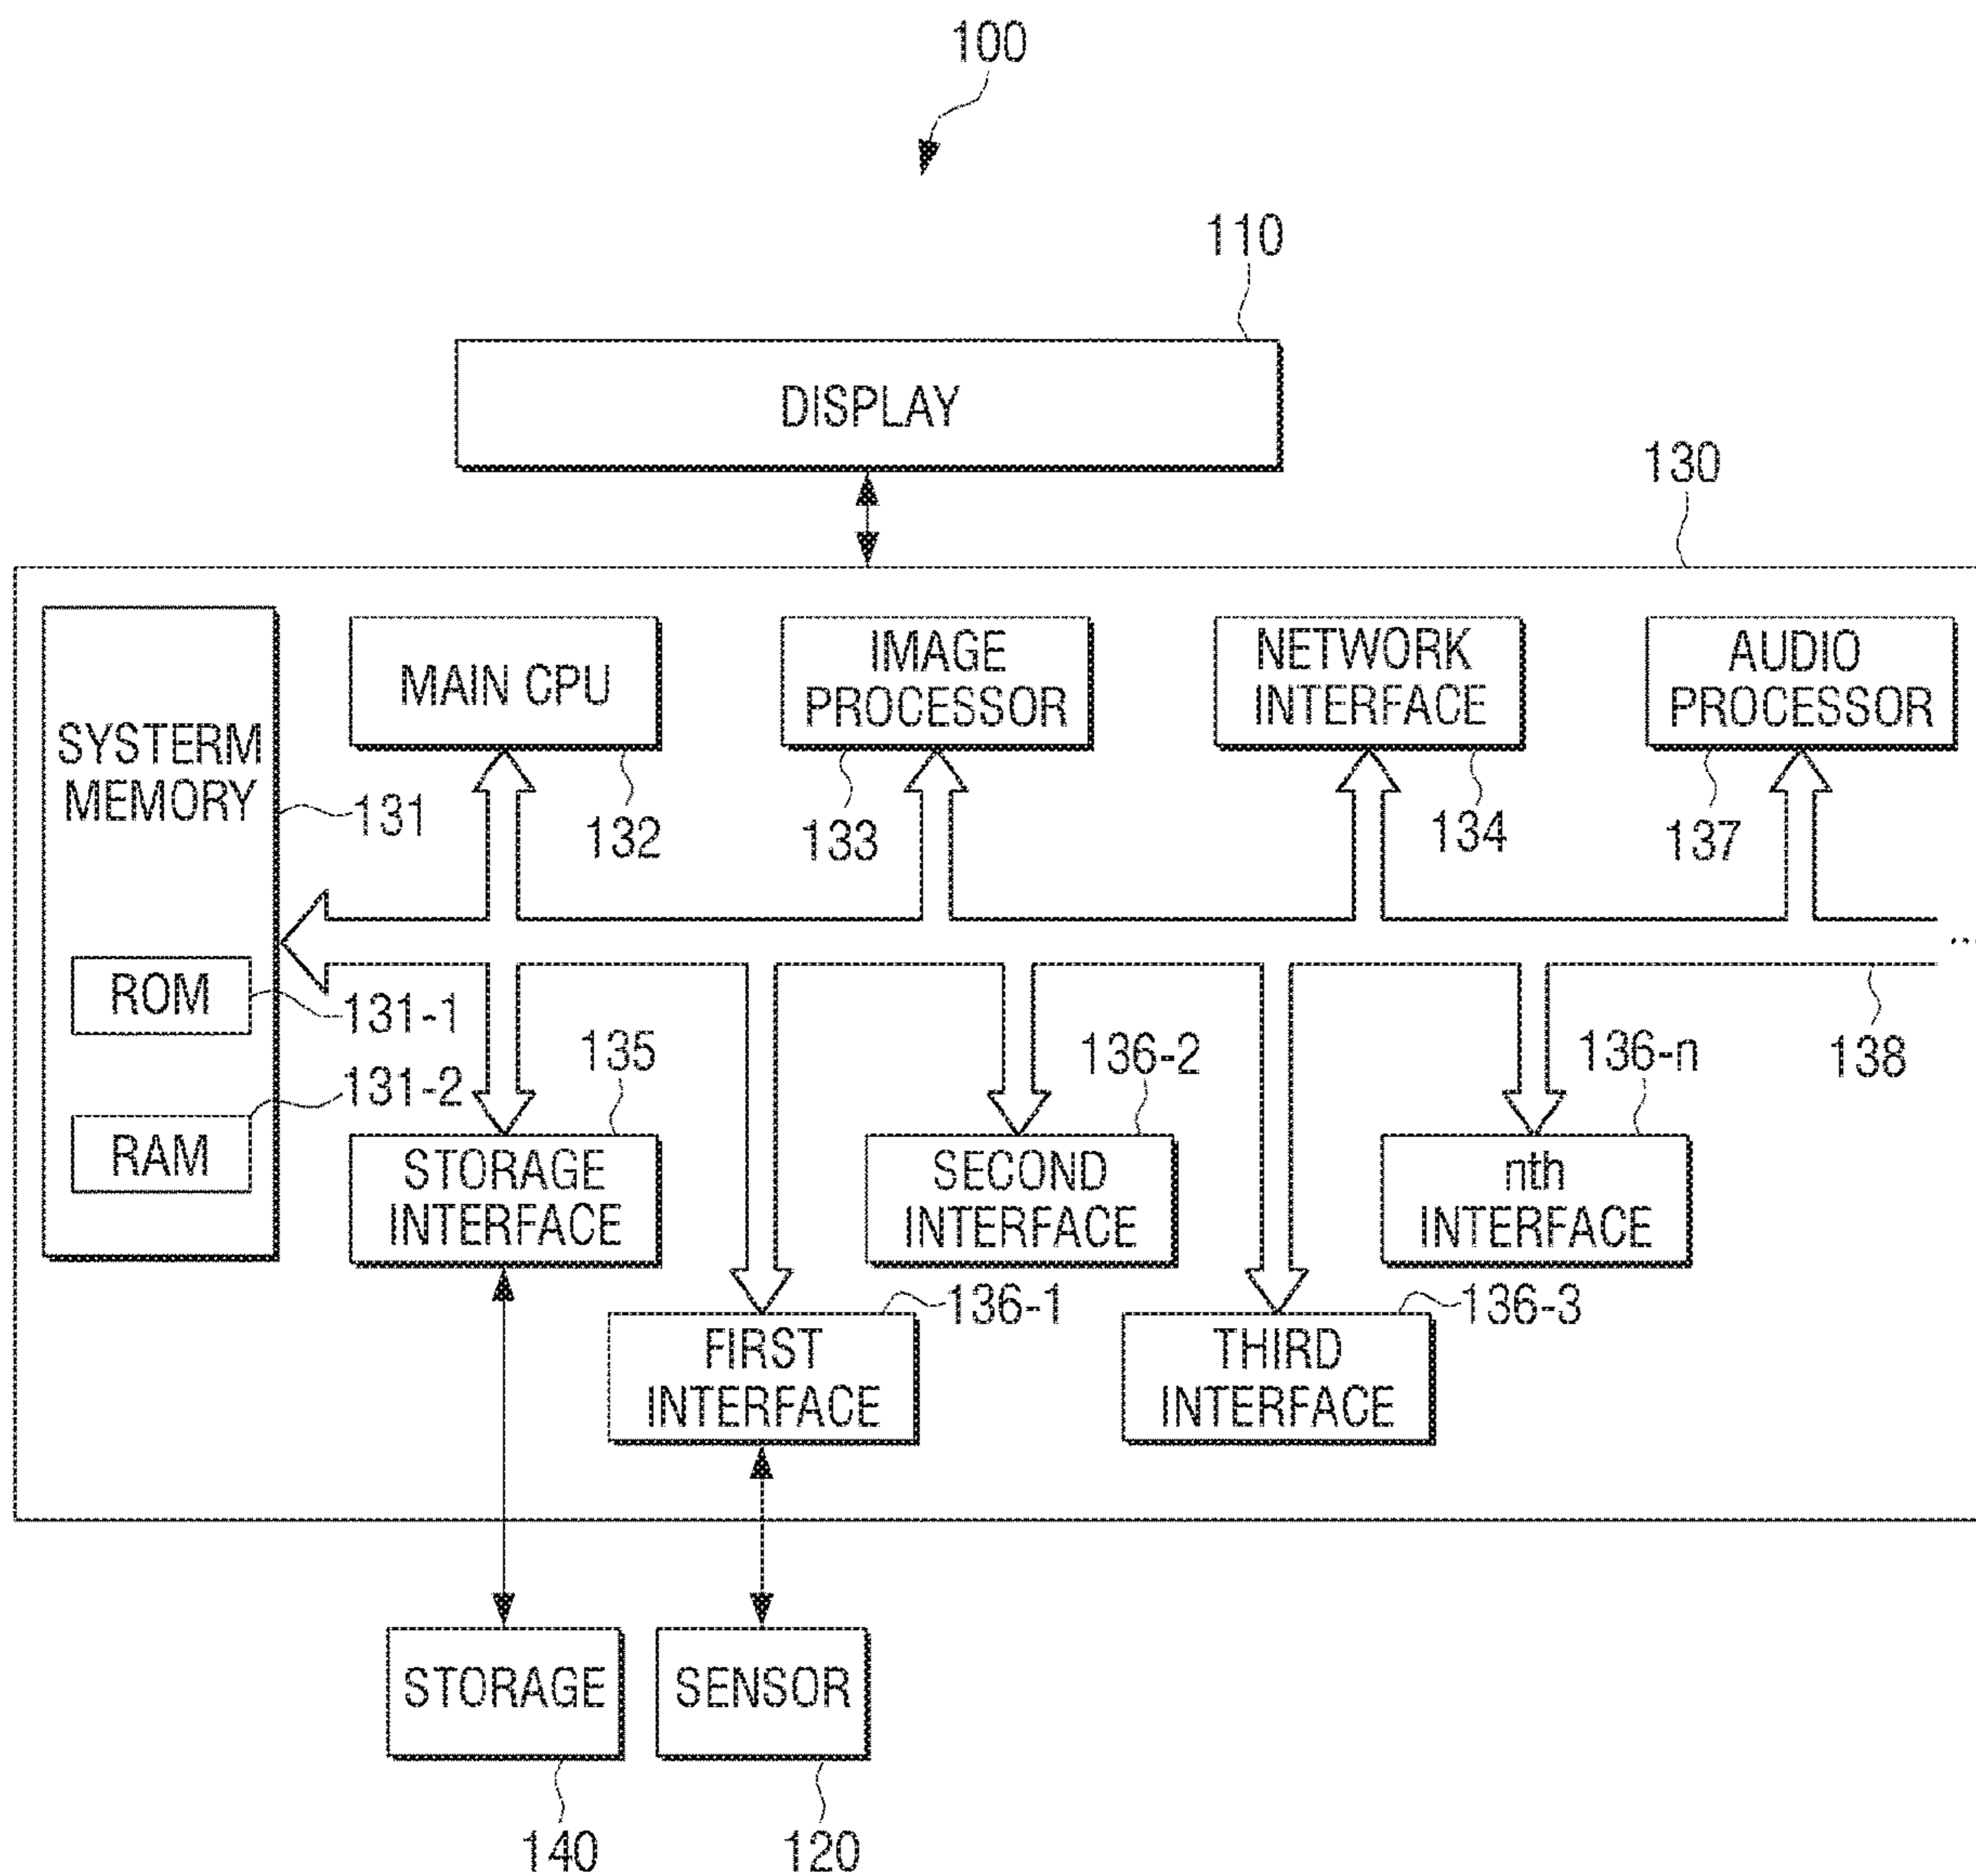 100
110
DISPLAY
130
MAIN CPU
IMAGE
PROCESSOR
NETWORK
INTERFACE
AUDIO
PROCESSOR
SYSTERM
MEMORY
131
132
133
134
137
ROM
131-1
131-2
RAM
135
136-2
136-n
138
STORAGE
INTERFACE
SECOND
INTERFACE
nth
INTERFACE
136-1
136-3
FIRST
INTERFACE
THIRD
INTERFACE
STORAGE
SENSOR
140
120
...